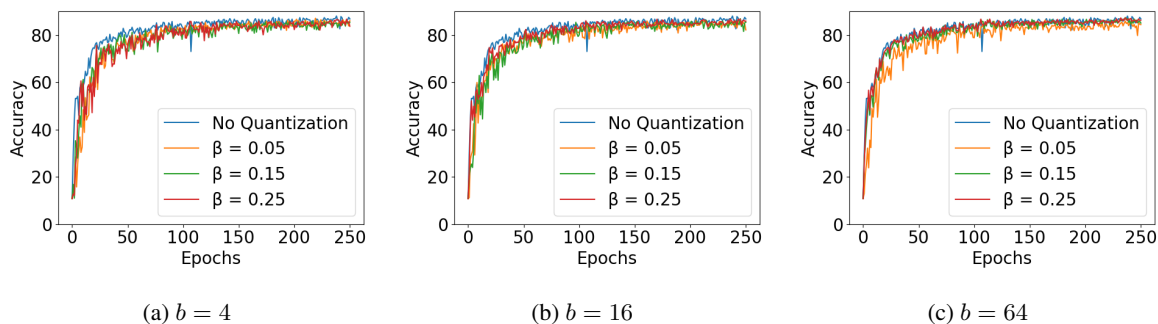 Accuracy
80
60
40
20
0
No Quantization
β = 0.05
β = 0.15
β = 0.25
0 50 100 150 200 250
Epochs
(a) b = 4
Accuracy
80
60
40
20
0
No Quantization
β = 0.05
β = 0.15
β = 0.25
0 50 100 150 200 250
Epochs
(b) b = 16
Accuracy
80
60
40
20
0
No Quantization
β = 0.05
β = 0.15
β = 0.25
0 50 100 150 200 250
Epochs
(c) b = 64